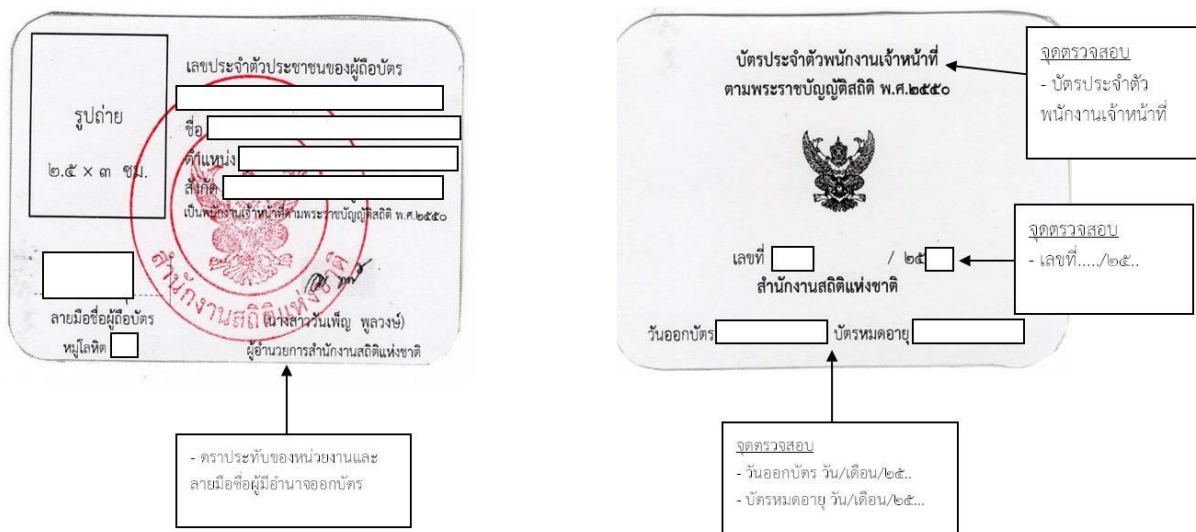 เลขประจำตัวประชาชนของผู้ถือบัตร
รูปถ่าย
๒.๕ × ๓ ซม.
ชื่อ
ตำแหน่ง
สังกัด
เป็นพนักงานเจ้าหน้าที่ตามพระราชบัญญัติสถิติ พ.ศ.๒๕๕๐
สำนักงานสถิติแห่งชาติ
ลายมือชื่อผู้ถือบัตร
(นางสาววันเพ็ญ พูลวงษ์)
หมู่โลหิต
ผู้อำนวยการสำนักงานสถิติแห่งชาติ
- ตราประทับของหน่วยงานและ
ลายมือชื่อผู้มีอำนาจออกบัตร
บัตรประจำตัวพนักงานเจ้าหน้าที่
ตามพระราชบัญญัติสถิติ พ.ศ.๒๕๕๐
เลขที่ / ๒๕
สำนักงานสถิติแห่งชาติ
วันออกบัตร บัตรหมดอายุ
จุดตรวจสอบ
- บัตรประจำตัว
พนักงานเจ้าหน้าที่
จุดตรวจสอบ
- เลขที่...../๒๕..
จุดตรวจสอบ
- วันออกบัตร วัน/เดือน/๒๕..
- บัตรหมดอายุ วัน/เดือน/๒๕...